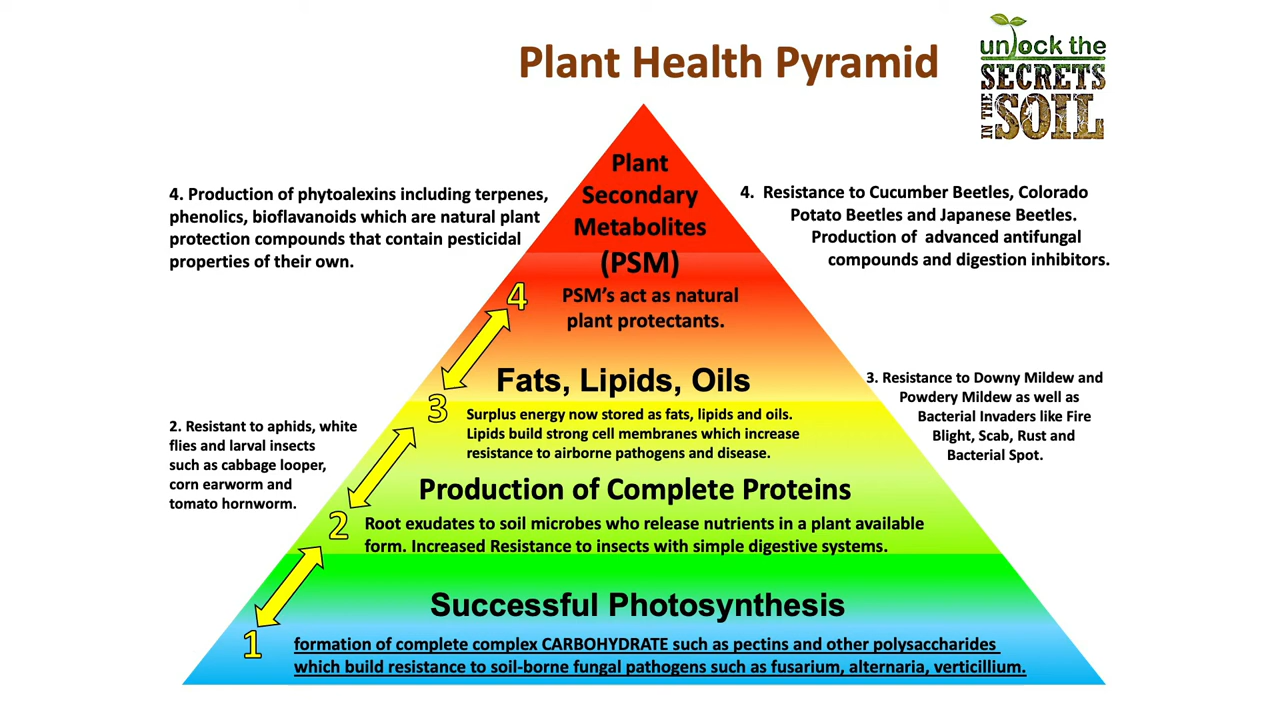 Plant Health Pyramid
unlock the
SECRETS
IN THE
SOIL
Plant
Secondary
Metabolites
(PSM)
PSM's act as natural
plant protectants.
4. Production of phytoalexins including terpenes,
phenolics, bioflavanoids which are natural plant
protection compounds that contain pesticidal
properties of their own.
4. Resistance to Cucumber Beetles, Colorado
Potato Beetles and Japanese Beetles.
Production of advanced antifungal
compounds and digestion inhibitors.
4
Fats, Lipids, Oils
3
Surplus energy now stored as fats, lipids and oils.
Lipids build strong cell membranes which increase
resistance to airborne pathogens and disease.
3. Resistance to Downy Mildew and
Powdery Mildew as well as
Bacterial Invaders like Fire
Blight, Scab, Rust and
Bacterial Spot.
2. Resistant to aphids, white
flies and larval insects
such as cabbage looper,
corn earworm and
tomato hornworm.
Production of Complete Proteins
2
Root exudates to soil microbes who release nutrients in a plant available
form. Increased Resistance to insects with simple digestive systems.
Successful Photosynthesis
1
formation of complete complex CARBOHYDRATE such as pectins and other polysaccharides
which build resistance to soil-borne fungal pathogens such as fusarium, alternaria, verticillium.